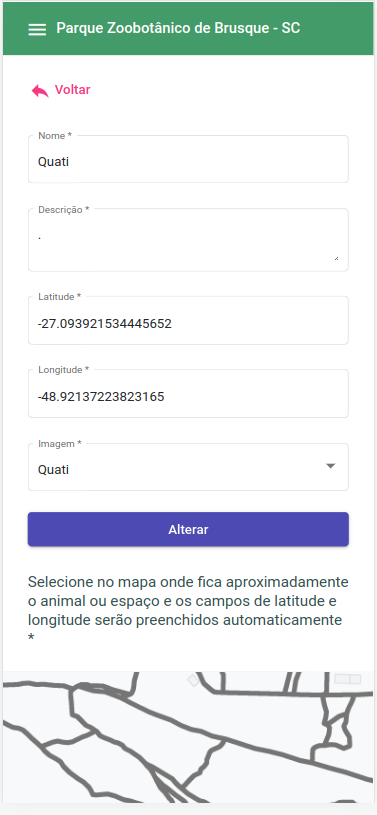 Parque Zoobotânico de Brusque - SC
Voltar
Nome *
Quati
Descrição *
.
Latitude *
-27.093921534445652
Longitude *
-48.92137223823165
Imagem *
Quati
Alterar
Selecione no mapa onde fica aproximadamente
o animal ou espaço e os campos de latitude e
longitude serão preenchidos automaticamente
*